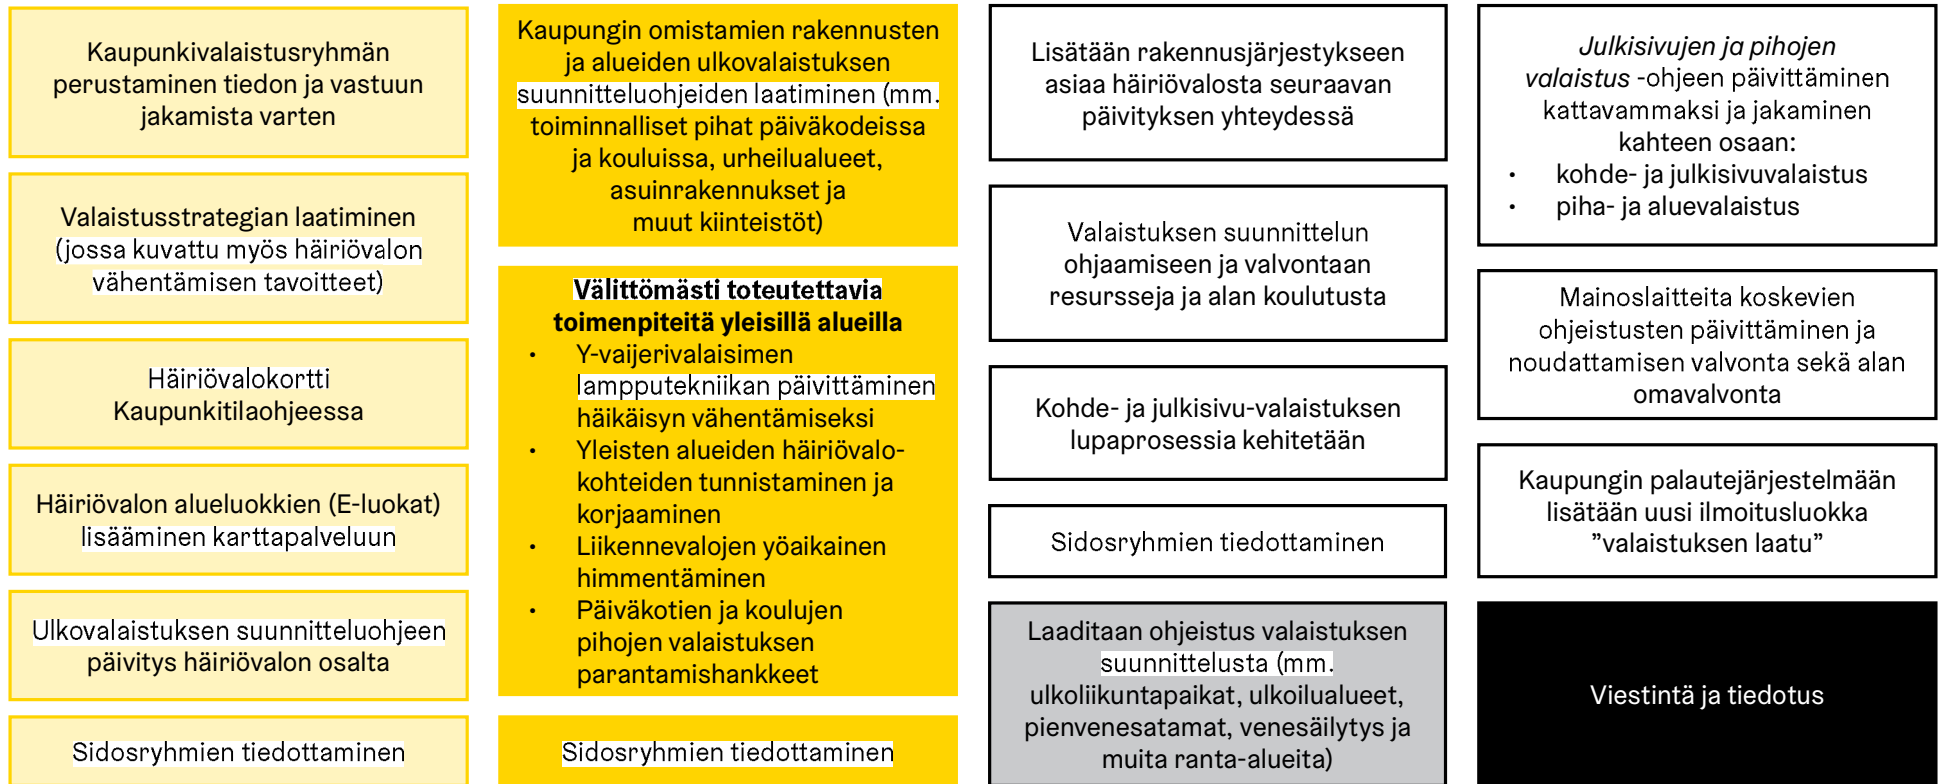 Kaupunkivalaistusryhmän
perustaminen tiedon ja vastuun
jakamista varten
Valaistusstrategian laatiminen
(jossa kuvattu myös häiriövalon
vähentämisen tavoitteet)
Häiriövalokortti
Kaupunkitilaohjeessa
Häiriövalon alueluokkien (E-luokat)
lisääminen karttapalveluun
Ulkovalaistuksen suunnitteluohjeen
päivitys häiriövalon osalta
Sidosryhmien tiedottaminen
Kaupungin omistamien rakennusten
ja alueiden ulkovalaistuksen
suunnitteluohjeiden laatiminen (mm.
toiminnalliset pihat päiväkodeissa
ja kouluissa, urheilualueet,
asuinrakennukset ja
muut kiinteistöt)
Välittömästi toteutettavia
toimenpiteitä yleisillä alueilla
• Y-vaijerivalaisimen
lampputekniikan päivittäminen
häikäisyn vähentämiseksi
• Yleisten alueiden häiriövalo-
kohteiden tunnistaminen ja
korjaaminen
• Liikennevalojen yöaikainen
himmentäminen
• Päiväkotien ja koulujen
pihojen valaistuksen
parantamishankkeet
Sidosryhmien tiedottaminen
Lisätään rakennusjärjestykseen
asiaa häiriövalosta seuraavan
päivityksen yhteydessä
Valaistuksen suunnittelun
ohjaamiseen ja valvontaan
resursseja ja alan koulutusta
Kohde- ja julkisivu-valaistuksen
lupaprosessia kehitetään
Sidosryhmien tiedottaminen
Laaditaan ohjeistus valaistuksen
suunnittelusta (mm.
ulkoliikuntapaikat, ulkoilualueet,
pienvenesatamat, venesäilytys ja
muita ranta-alueita)
Julkisivujen ja pihojen
valaistus -ohjeen päivittäminen
kattavammaksi ja jakaminen
kahteen osaan:
• kohde- ja julkisivuvalaistus
• piha- ja aluevalaistus
Mainoslaitteita koskevien
ohjeistusten päivittäminen ja
noudattamisen valvonta sekä alan
omavalvonta
Kaupungin palautejärjestelmään
lisätään uusi ilmoitusluokka
”valaistuksen laatu”
Viestintä ja tiedotus